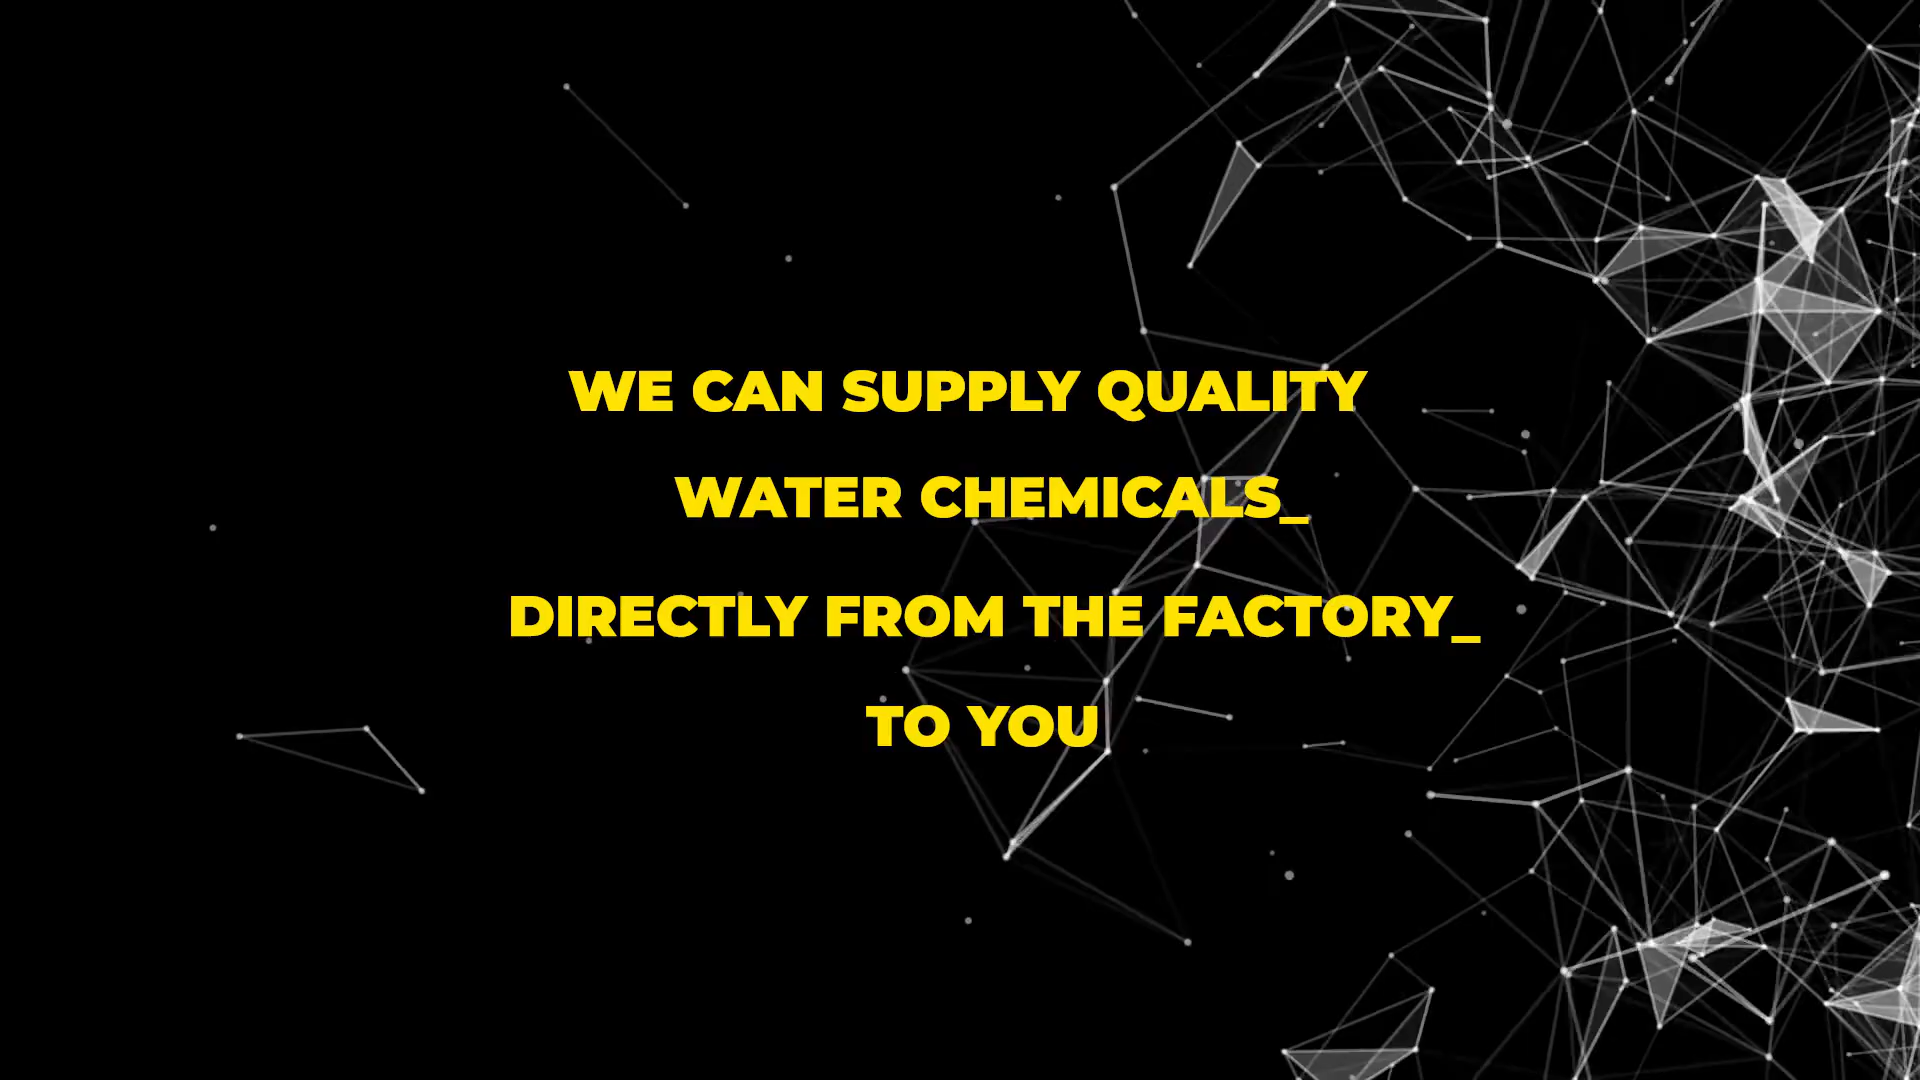 WE CAN SUPPLY QUALITY
WATER CHEMICALS_
DIRECTLY FROM THE FACTORY_
TO YOU